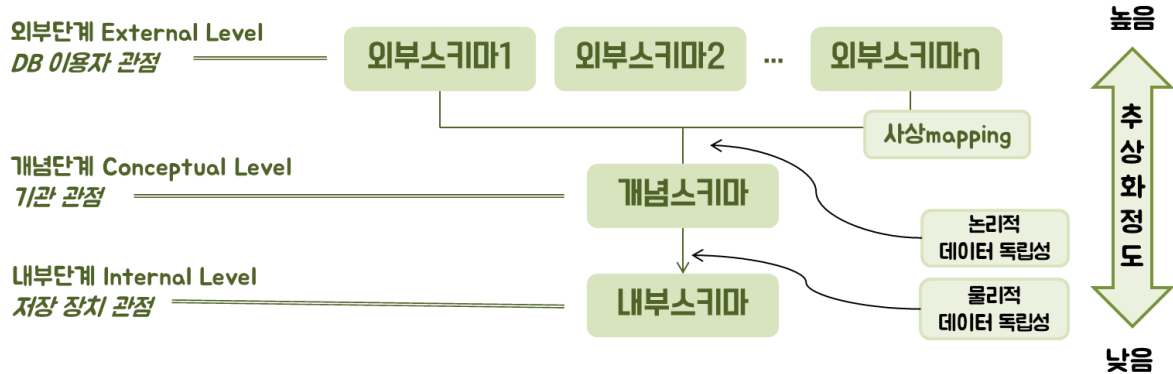 외부단계 External Level
DB 이용자 관점
외부스키마1
외부스키마2
...
외부스키마n
높음
사상mapping
추상화정도
개념단계 Conceptual Level
기관 관점
개념스키마
논리적
데이터 독립성
내부단계 Internal Level
저장 장치 관점
내부스키마
물리적
데이터 독립성
낮음